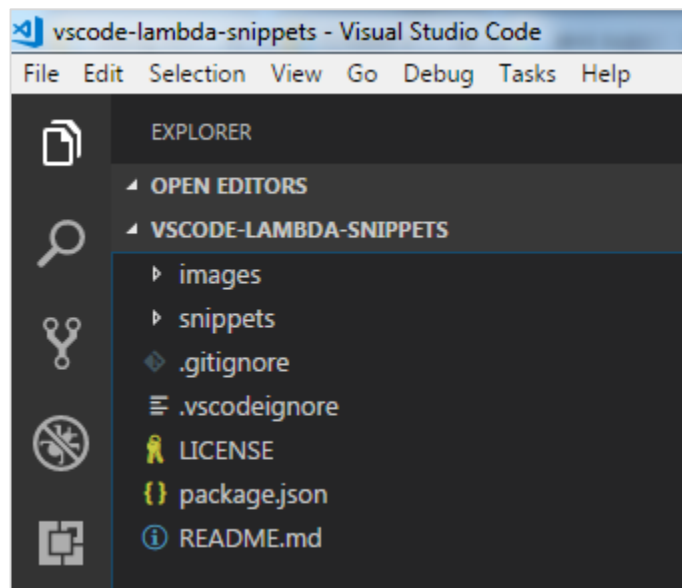 vscode-lambda-snippets - Visual Studio Code
File Edit Selection View Go Debug Tasks Help
EXPLORER
OPEN EDITORS
VSCODE-LAMBDA-SNIPPETS
images
snippets
.gitignore
.vscodeignore
LICENSE
{} package.json
README.md